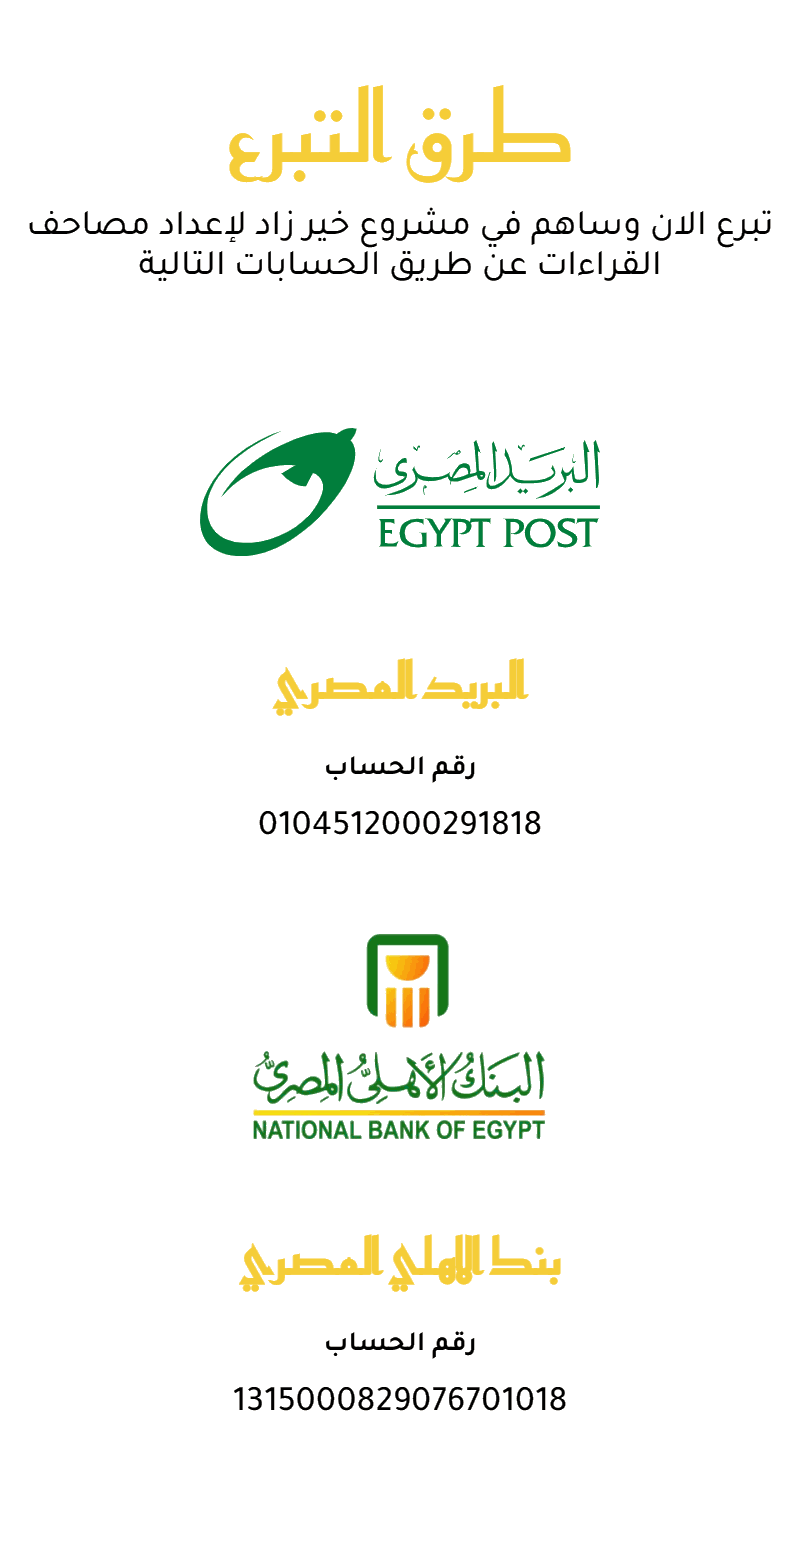 طرق التبرع
تبرع الان وساهم في مشروع خير زاد لإعداد مصاحف
القراءات عن طريق الحسابات التالية
البريد المصرى
EGYPT POST
البريد المصري
رقم الحساب
0104512000291818
البنك الأهلي المصري
NATIONAL BANK OF EGYPT
بنك الاهلي المصري
رقم الحساب
1315000829076701018